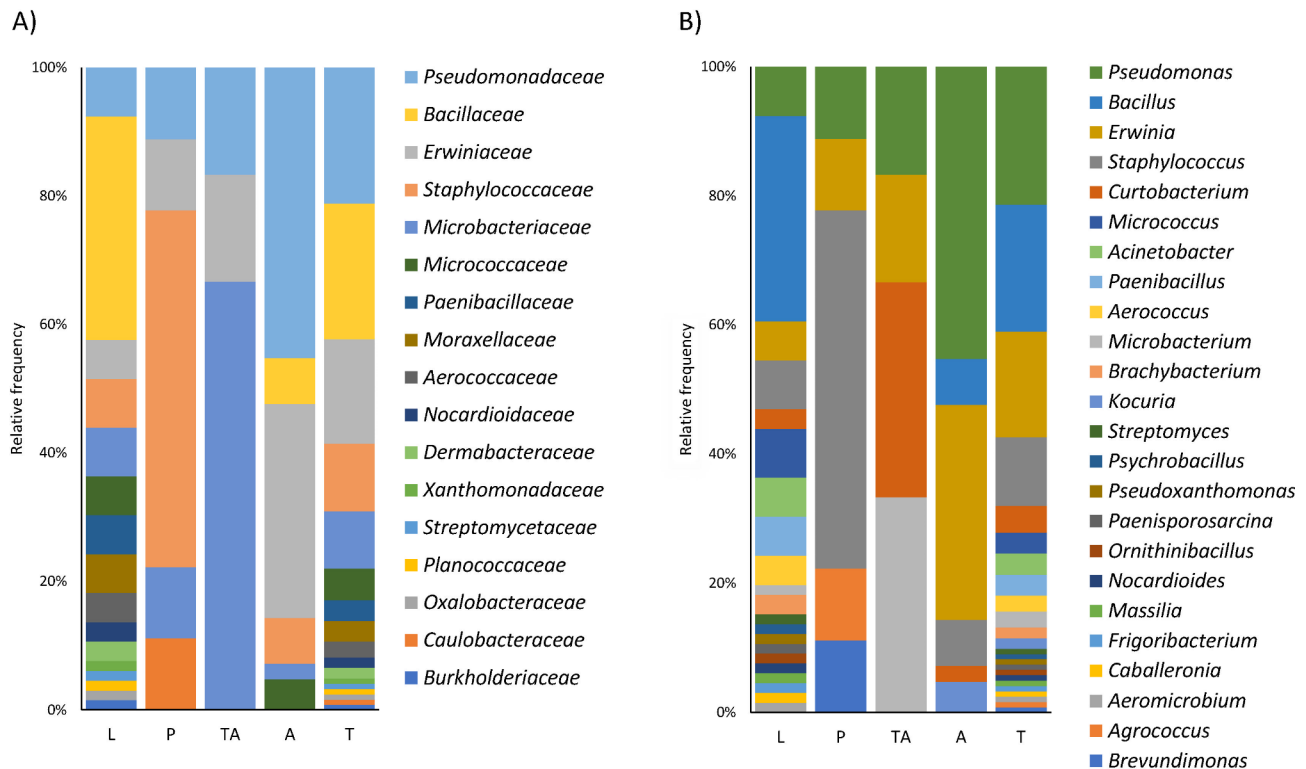 A)
100%
80%
60%
40%
20%
0%
Relative frequency
L P TA A T
Pseudomonadaceae
Bacillaceae
Erwiniaceae
Staphylococcaceae
Microbacteriaceae
Micrococcaceae
Paenibacillaceae
Moraxellaceae
Aerococcaceae
Nocardioidaceae
Dermabacteraceae
Xanthomonadaceae
Streptomycetaceae
Planococcaceae
Oxalobacteraceae
Caulobacteraceae
Burkholderiaceae
B)
100%
80%
60%
40%
20%
0%
Relative frequency
L P TA A T
Pseudomonas
Bacillus
Erwinia
Staphylococcus
Curtobacterium
Micrococcus
Acinetobacter
Paenibacillus
Aerococcus
Microbacterium
Brachybacterium
Kocuria
Streptomyces
Psychrobacillus
Pseudoxanthomonas
Paenisporosarcina
Ornithinibacillus
Nocardioides
Massilia
Frigoribacterium
Caballeronia
Aeromicrobium
Agrococcus
Brevundimonas